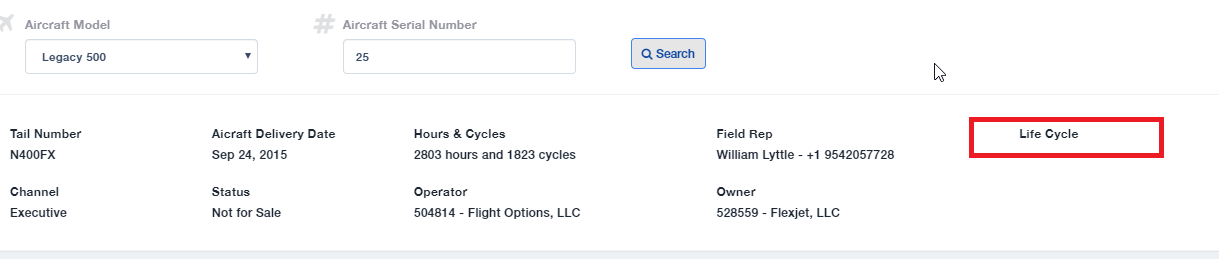 Aircraft Model
# Aircraft Serial Number
Legacy 500
25
Search
Tail Number
Aicraft Delivery Date
Hours & Cycles
Field Rep
Life Cycle
N400FX
Sep 24, 2015
2803 hours and 1823 cycles
William Lyttle - +1 9542057728
Channel
Status
Operator
Owner
Executive
Not for Sale
504814 - Flight Options, LLC
528559 - Flexjet, LLC